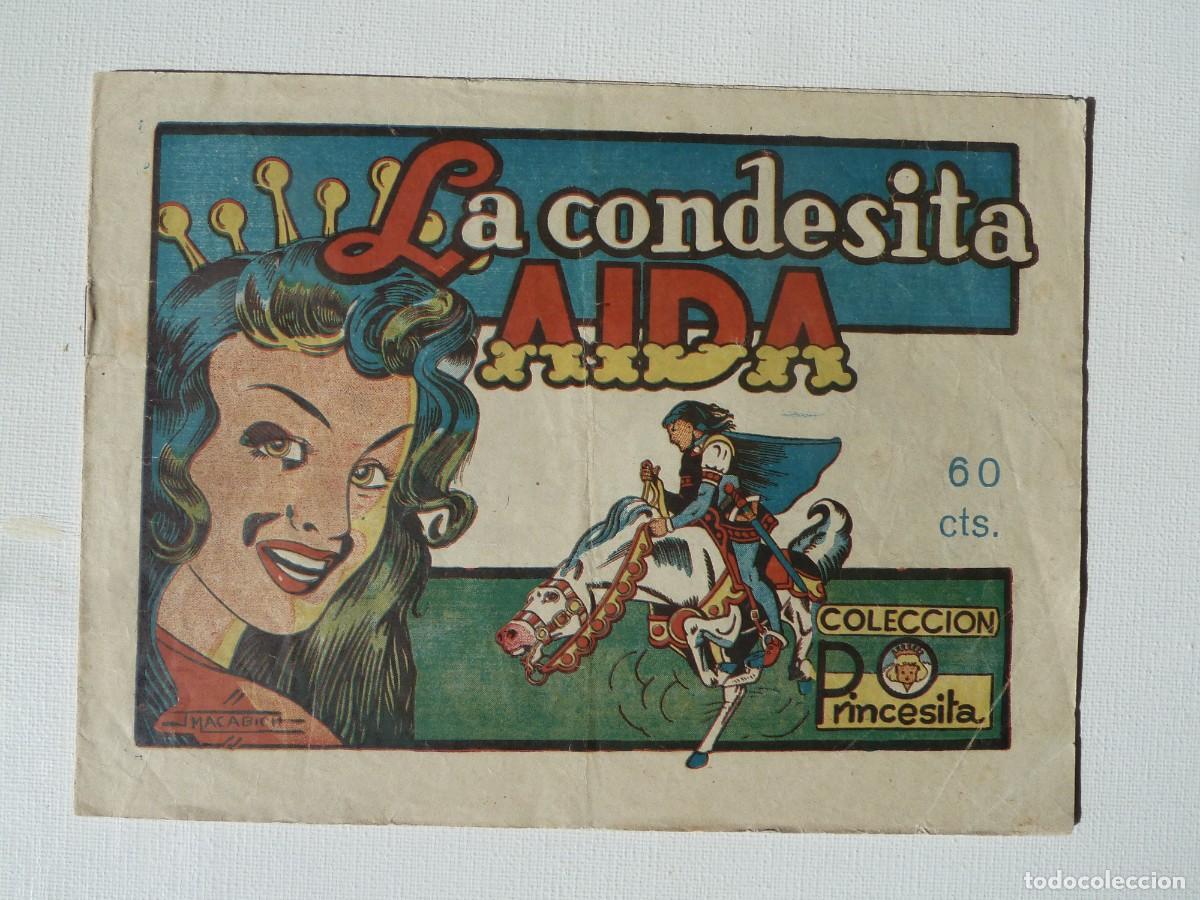 La condesita
AIDA
60
cts.
COLECCION
Princesita
MACABICH
todocoleccion